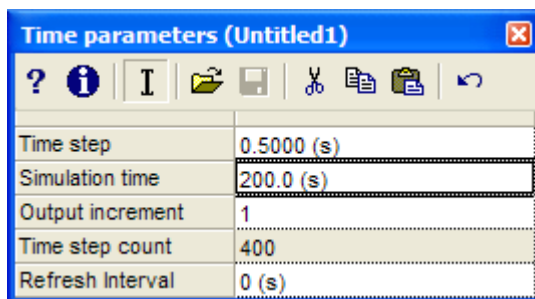 Time parameters (Untitled1)
Time step 0.5000 (s)
Simulation time 200.0 (s)
Output increment 1
Time step count 400
Refresh Interval 0 (s)